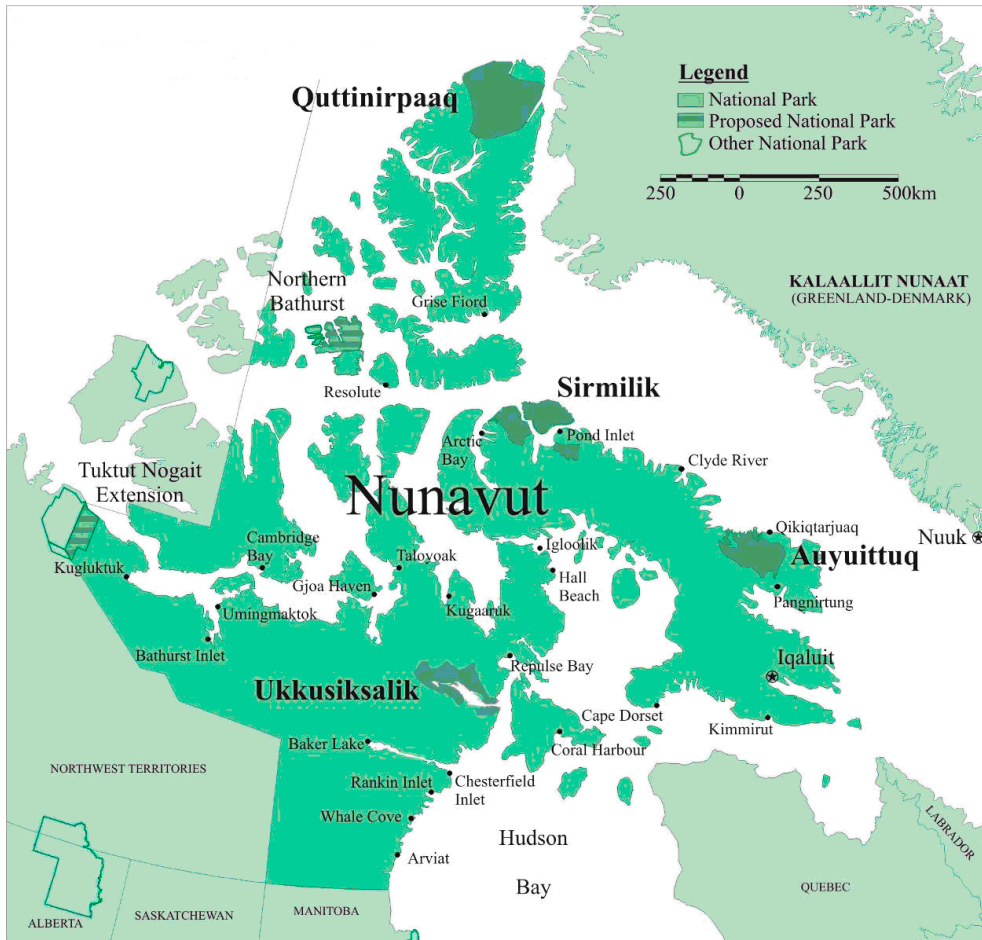 Legend
National Park
Proposed National Park
Other National Park
250 0 250 500km
Quttinirpaaq
KALAALLIT NUNAAT
(GREENLAND-DENMARK)
Northern
Bathurst
Grise Fiord
Resolute
Sirmilik
Arctic
Bay
Pond Inlet
Clyde River
Tuktut Nogait
Extension
Nunavut
Qikiqtarjuaq
Nuuk
Auyuittuq
Pangnirtung
Igloolik
Hall
Beach
Cambridge
Bay
Taloyoak
Gjoa Haven
Kugaaruk
Kugluktuk
Umingmaktok
Bathurst Inlet
Repulse Bay
Iqaluit
Ukkusiksalik
Cape Dorset
Kimmirut
Coral Harbour
Baker Lake
Chesterfield
Inlet
Rankin Inlet
Whale Cove
Arviat
Hudson
Bay
NORTHWEST TERRITORIES
ALBERTA
SASKATCHEWAN
MANITOBA
QUEBEC
LABRADOR